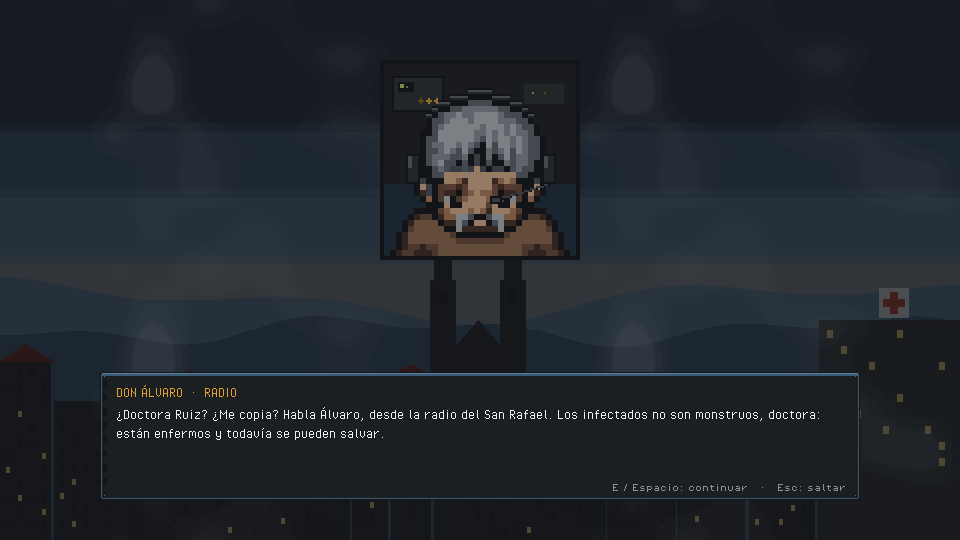 DON ÁLVARO · RADIO
¿Doctora Ruiz? ¿Me copia? Habla Álvaro, desde la radio del San Rafael. Los infectados no son monstruos, doctora:
están enfermos y todavía se pueden salvar.
E / Espacio: continuar · Esc: saltar